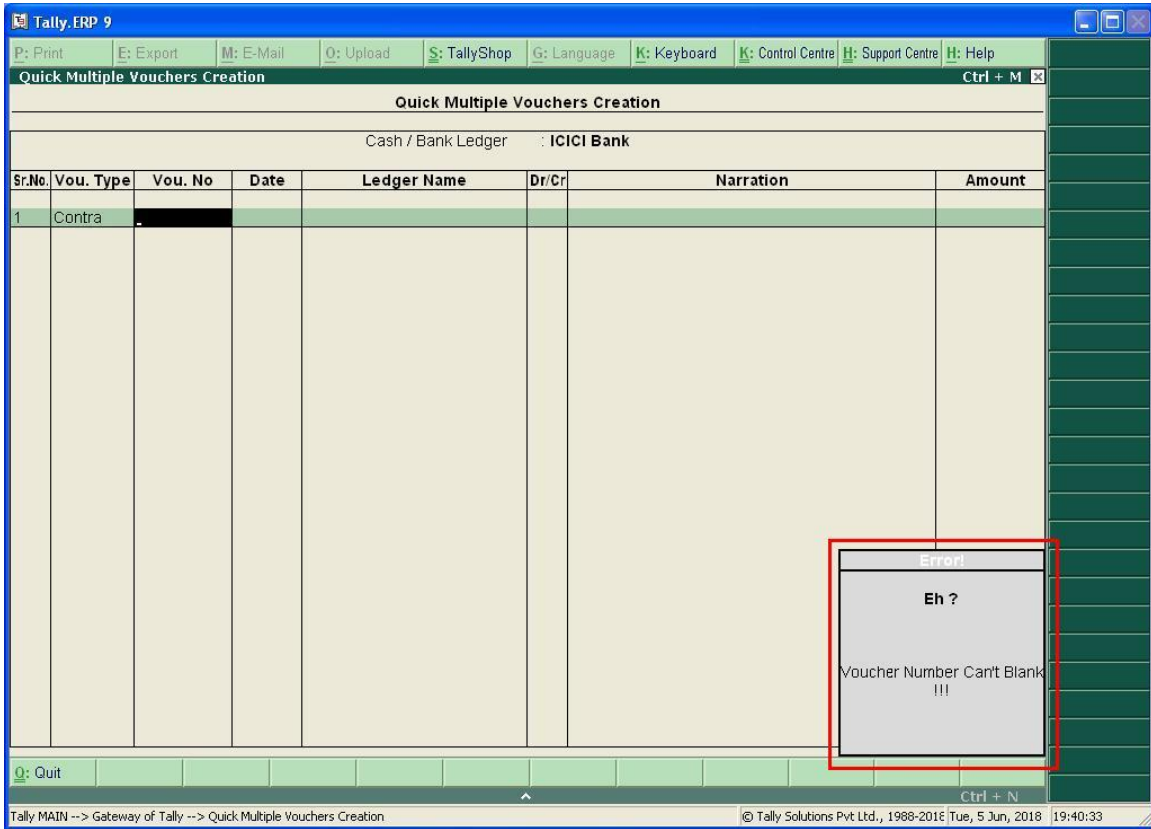 Tally.ERP 9
P: Print E: Export M: E-Mail O: Upload S: TallyShop G: Language K: Keyboard K: Control Centre H: Support Centre H: Help
Quick Multiple Vouchers Creation Ctrl + M
Quick Multiple Vouchers Creation
Cash / Bank Ledger : ICICI Bank
Sr.No. Vou. Type Vou. No Date Ledger Name Dr/Cr Narration Amount
1 Contra
Error!
Eh ?
Voucher Number Can't Blank
!!!
Q: Quit
Ctrl + N
Tally MAIN --> Gateway of Tally --> Quick Multiple Vouchers Creation © Tally Solutions Pvt Ltd., 1988-2018 Tue, 5 Jun, 2018 19:40:33